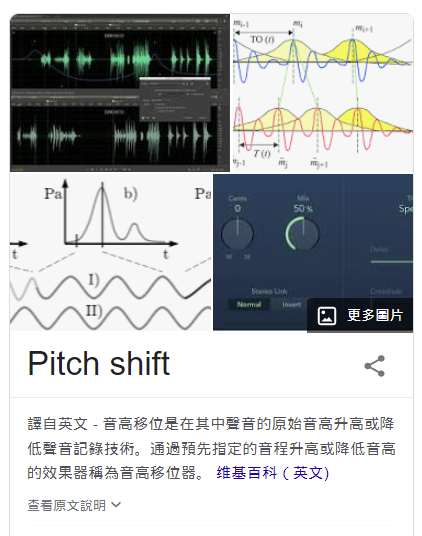 m_{i-1} m_i m_{i+1}
TO (t)
T (t)
m̂_j m̂_{j+1}
Pa b) Pa
t t
I)
II)
Cents Mix
0 50 %
Spe
Delay
Stereo Link
Normal Invert
Crossfade
更多圖片
Pitch shift
譯自英文 - 音高移位是在其中聲音的原始音高升高或降
低聲音記錄技術。通過預先指定的音程升高或降低音高
的效果器稱為音高移位器。 维基百科 ( 英文)
查看原文說明